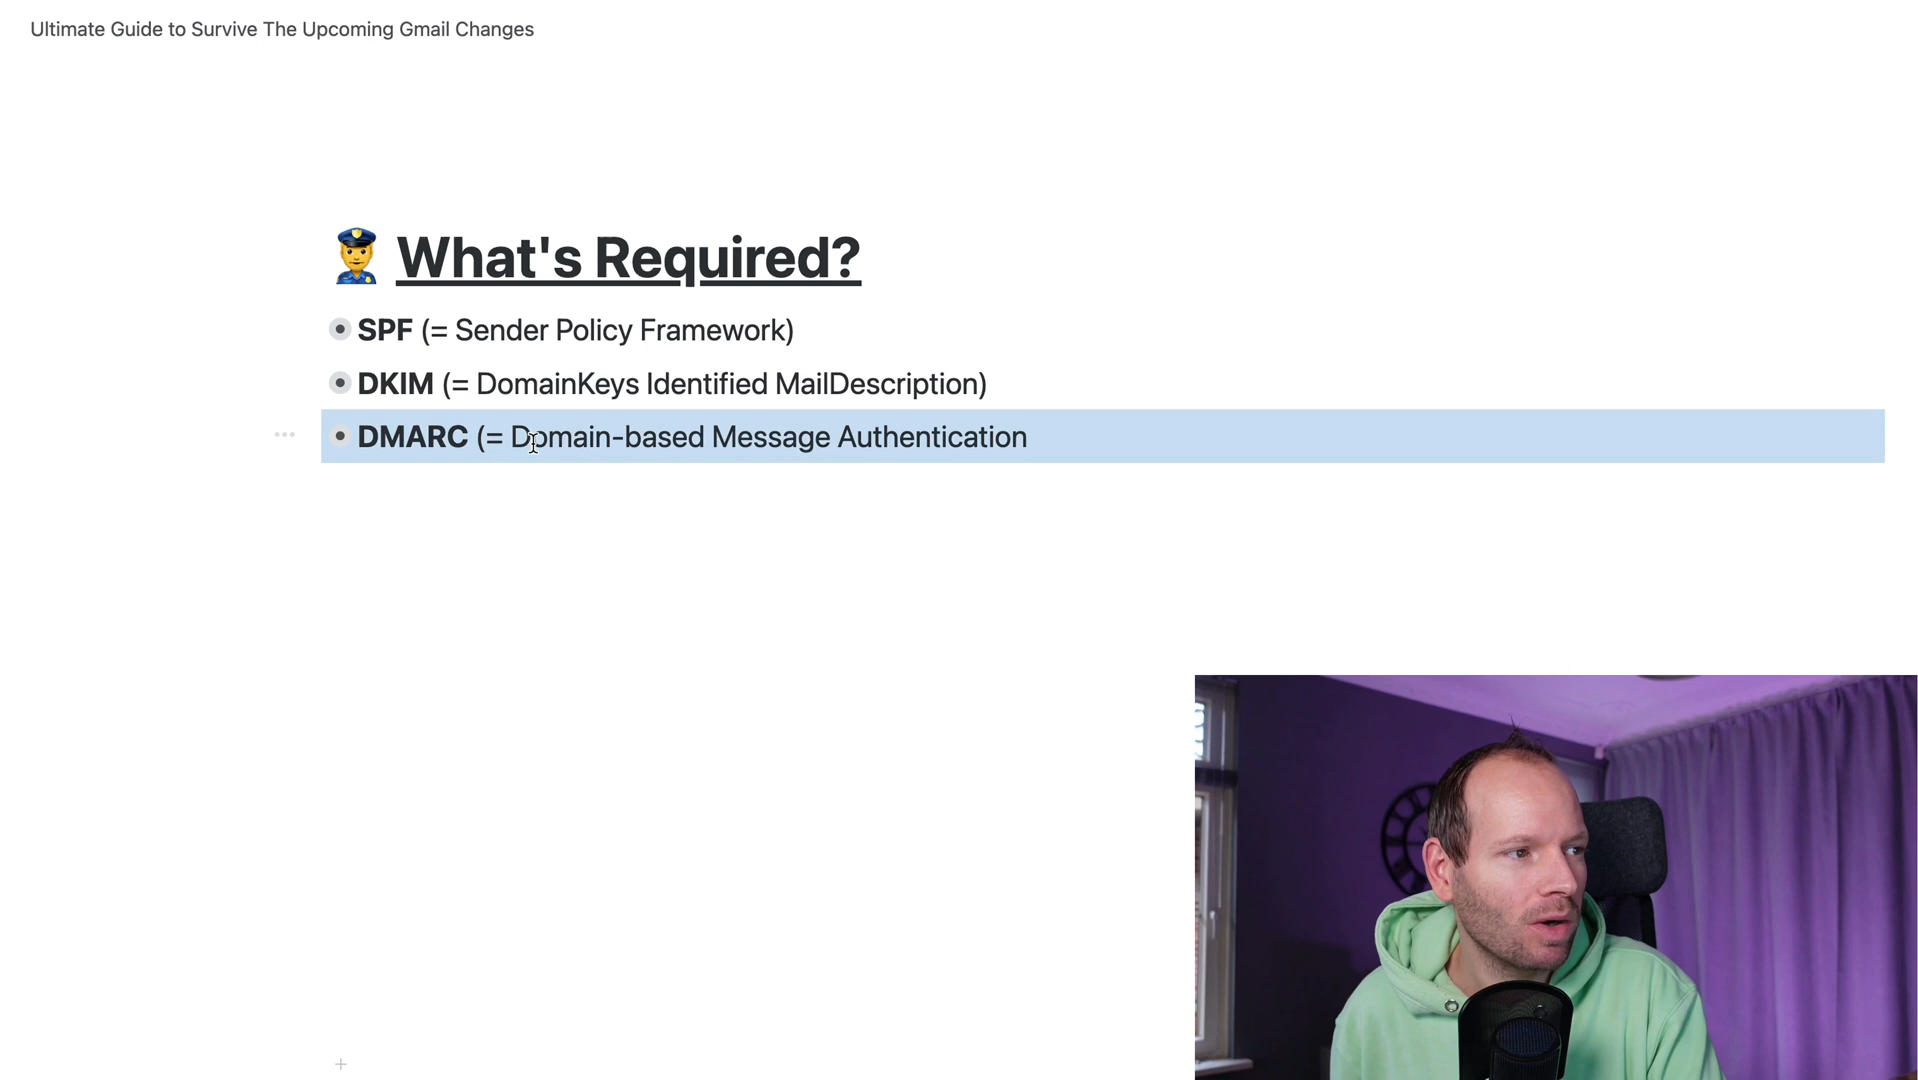 Ultimate Guide to Survive The Upcoming Gmail Changes
What's Required?
SPF (= Sender Policy Framework)
DKIM (= DomainKeys Identified MailDescription)
DMARC (= Domain-based Message Authentication